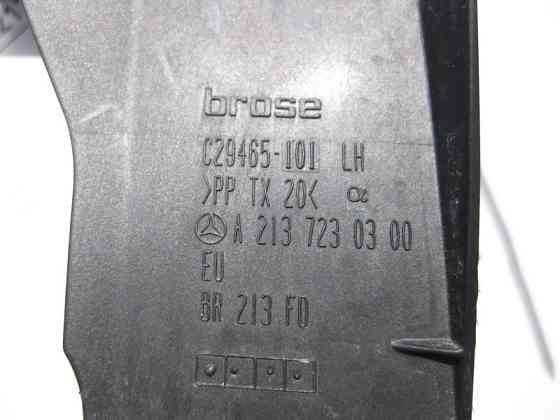 brose
C29465-101 LH
>PP TX 20< α
A 213 723 03 00
EU
BR 213 FD